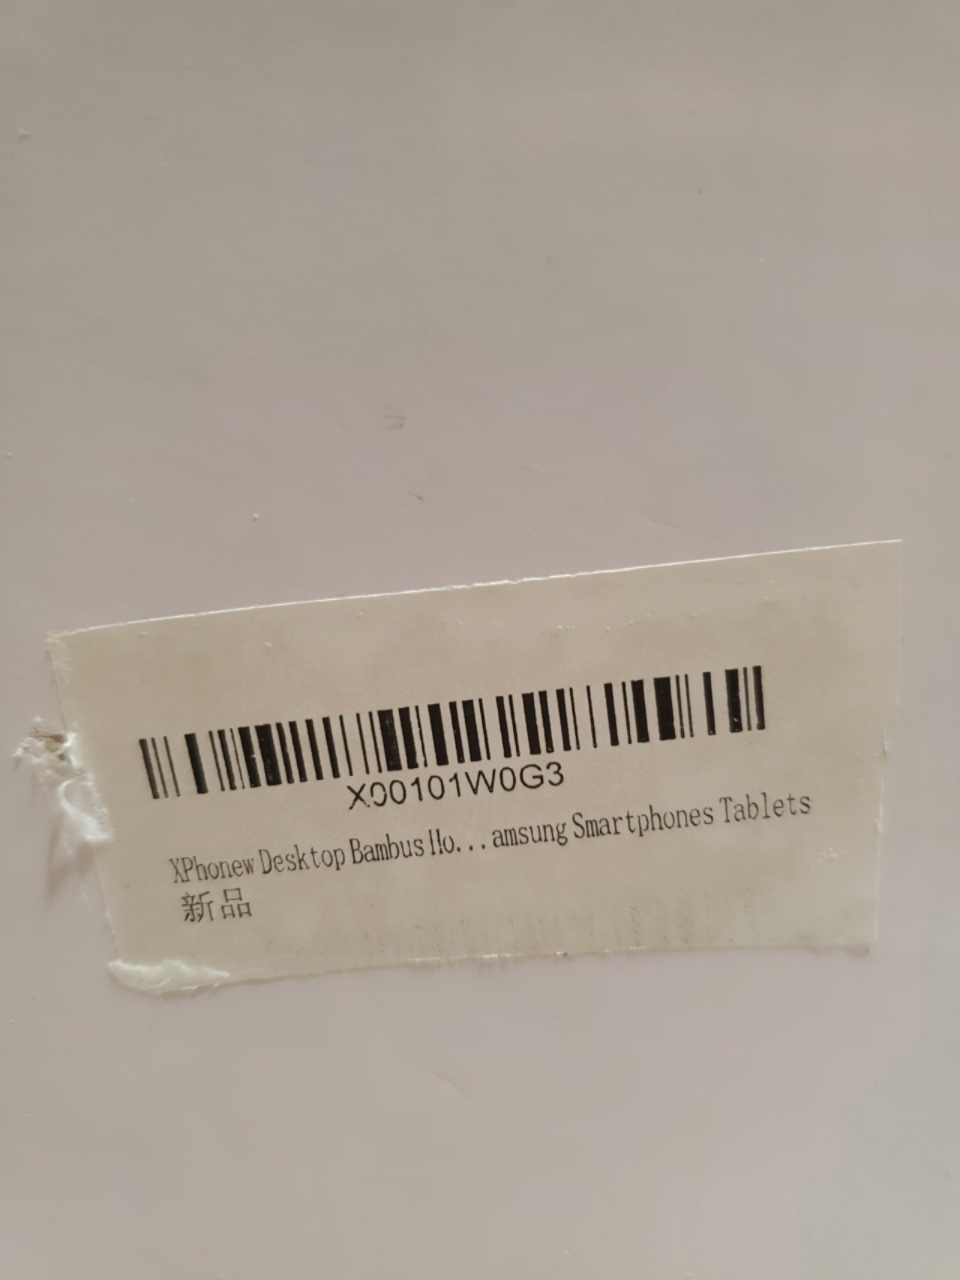 X00101W0G3
XPhonew Desktop Bambus Ho...amsung Smartphones Tablets
新品